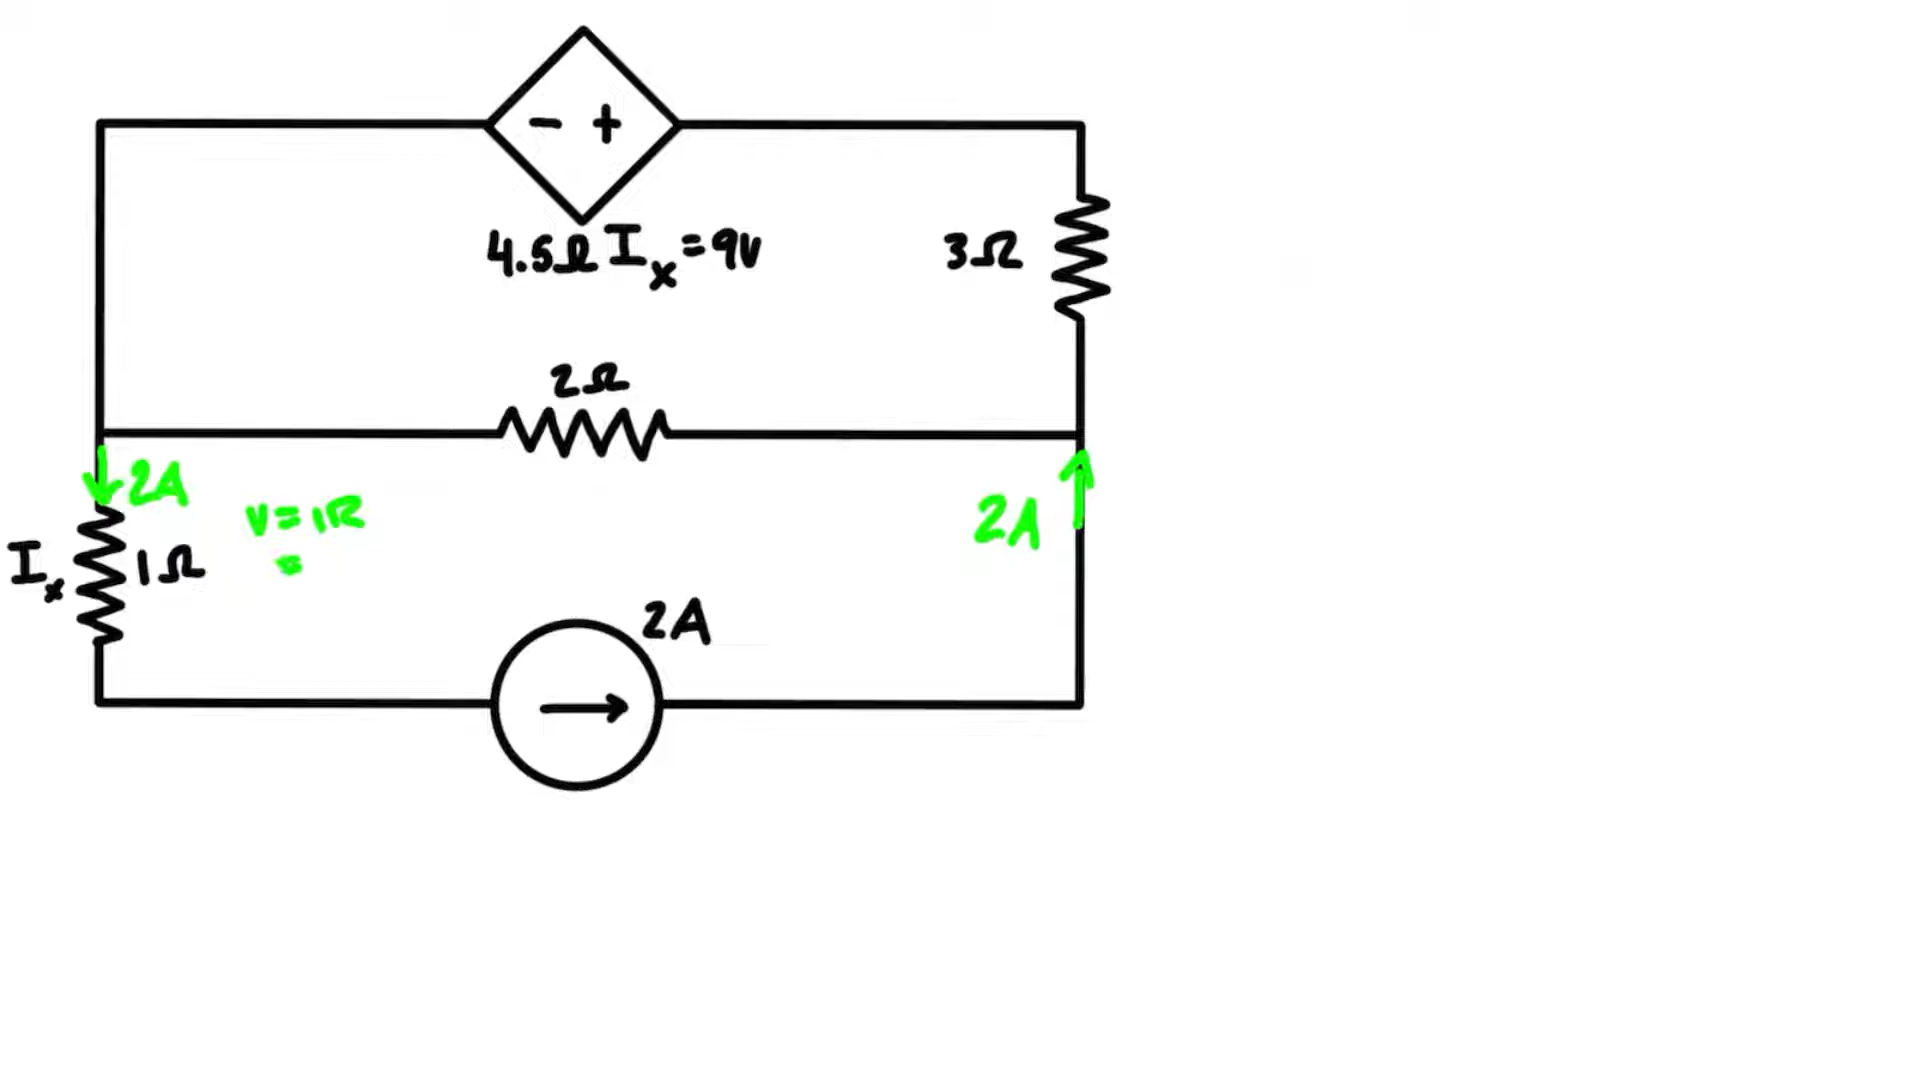 - +
4.5Ω Iₓ = 9V
3Ω
2Ω
2A
V = IR
=
2A
Iₓ
1Ω
2A